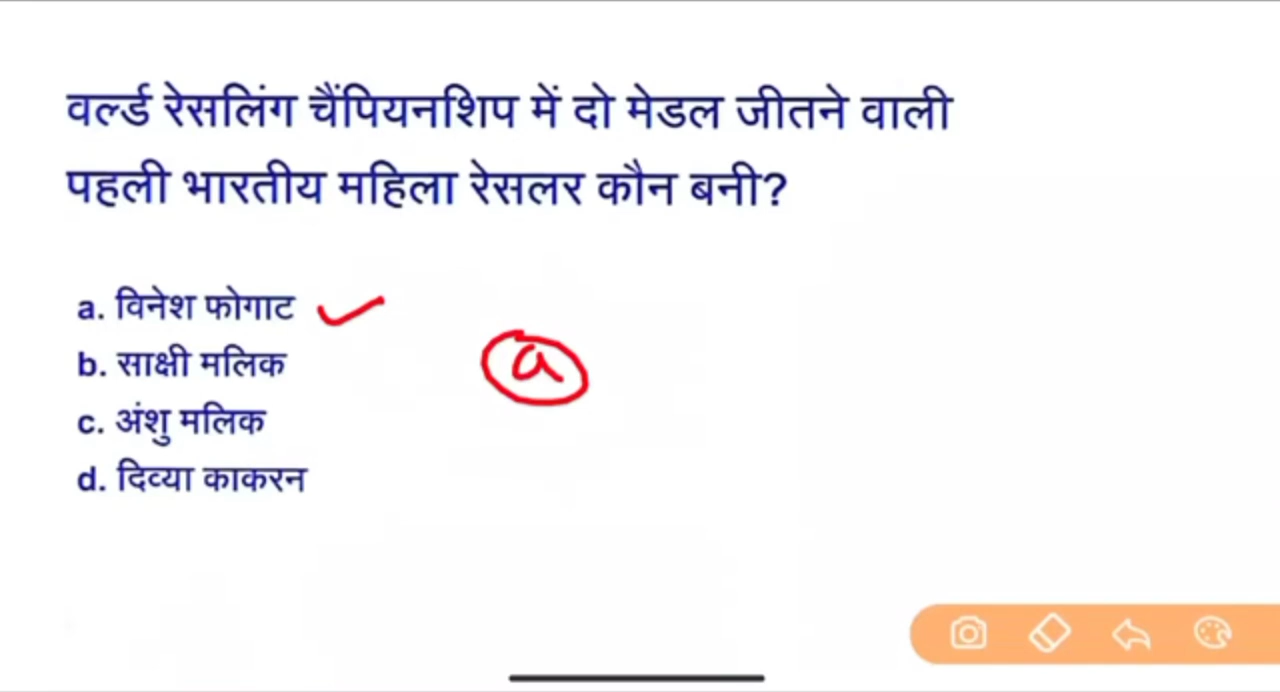 वर्ल्ड रेसलिंग चैंपियनशिप में दो मेडल जीतने वाली
पहली भारतीय महिला रेसलर कौन बनी?
a. विनेश फोगाट
b. साक्षी मलिक
a
c. अंशु मलिक
d. दिव्या काकरन